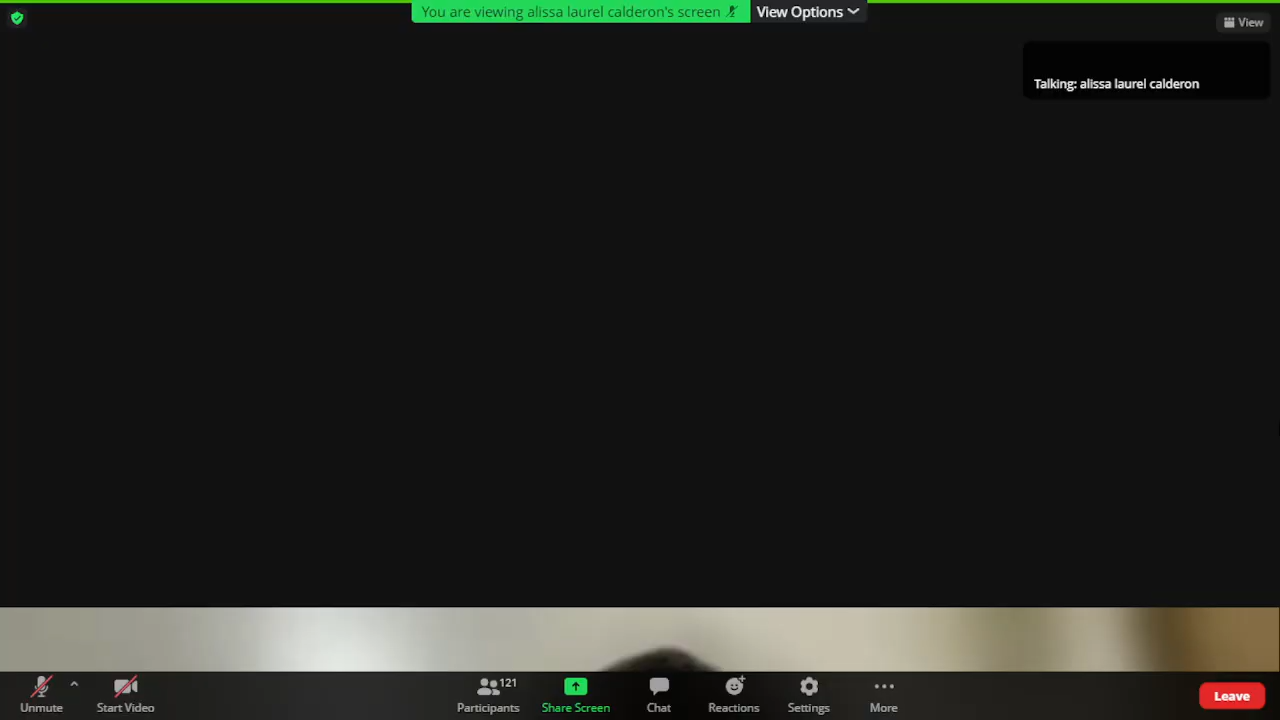 You are viewing alissa laurel calderon's screen
View Options
View
Talking: alissa laurel calderon
121
Unmute
Start Video
Participants
Share Screen
Chat
Reactions
Settings
More
Leave